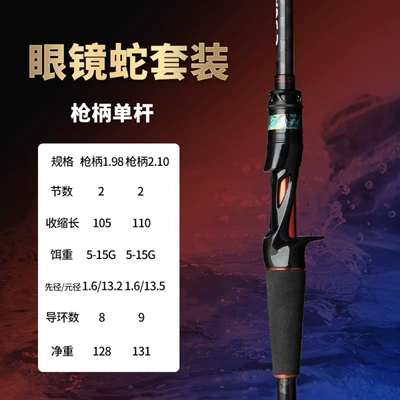 眼镜蛇套装
枪柄单杆
规格 枪柄1.98 枪柄2.10
节数 2 2
收缩长 105 110
饵重 5-15G 5-15G
先径/元径 1.6/13.2 1.6/13.5
导环数 8 9
净重 128 131